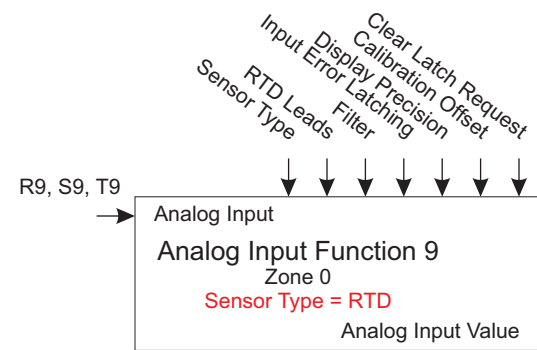 Clear Latch Request
Calibration Offset
Display Precision
Input Error Latching
Filter
RTD Leads
Sensor Type
R9, S9, T9
Analog Input
Analog Input Function 9
Zone 0
Sensor Type = RTD
Analog Input Value